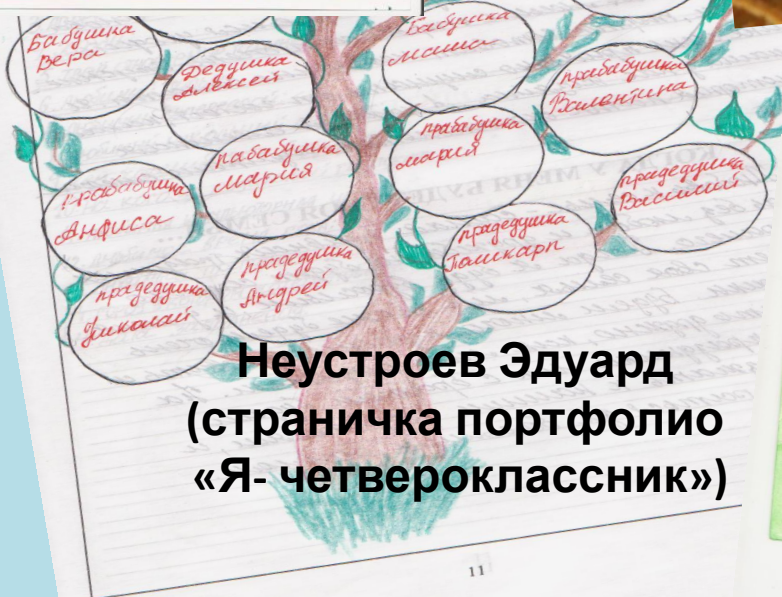 Бабушка
Вера
Дедушка
Алексей
Бабушка
Маша
прабабушка
Валентина
прабабушка
Анфиса
пабабушка
Мария
прабабушка
мария
прадедушка
Василий
прадедушка
Николай
прадедушка
Андрей
прадедушка
Поликарп
Неустроев Эдуард
(страничка портфолио
«Я- четвероклассник»)
11